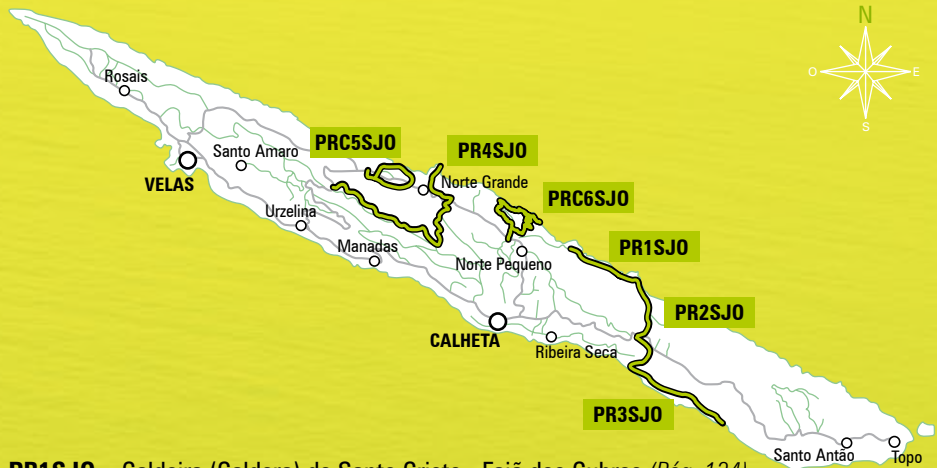 N
O
E
S
Rosais
VELAS
Santo Amaro
PRC5SJO
PR4SJO
Norte Grande
PRC6SJO
Urzelina
Manadas
Norte Pequeno
PR1SJO
PR2SJO
CALHETA
Ribeira Seca
PR3SJO
Santo Antão
Topo